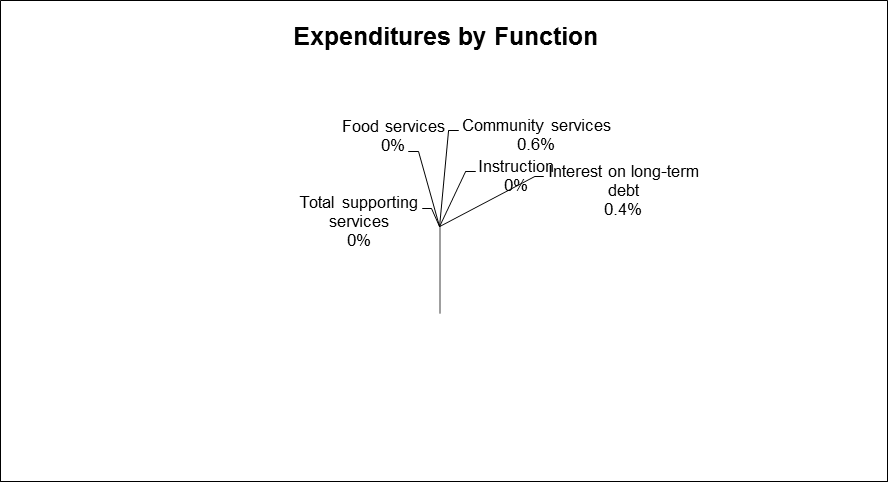 Expenditures by Function
Food services
0%
Community services
0.6%
Instruction
0%
Interest on long-term
debt
0.4%
Total supporting
services
0%